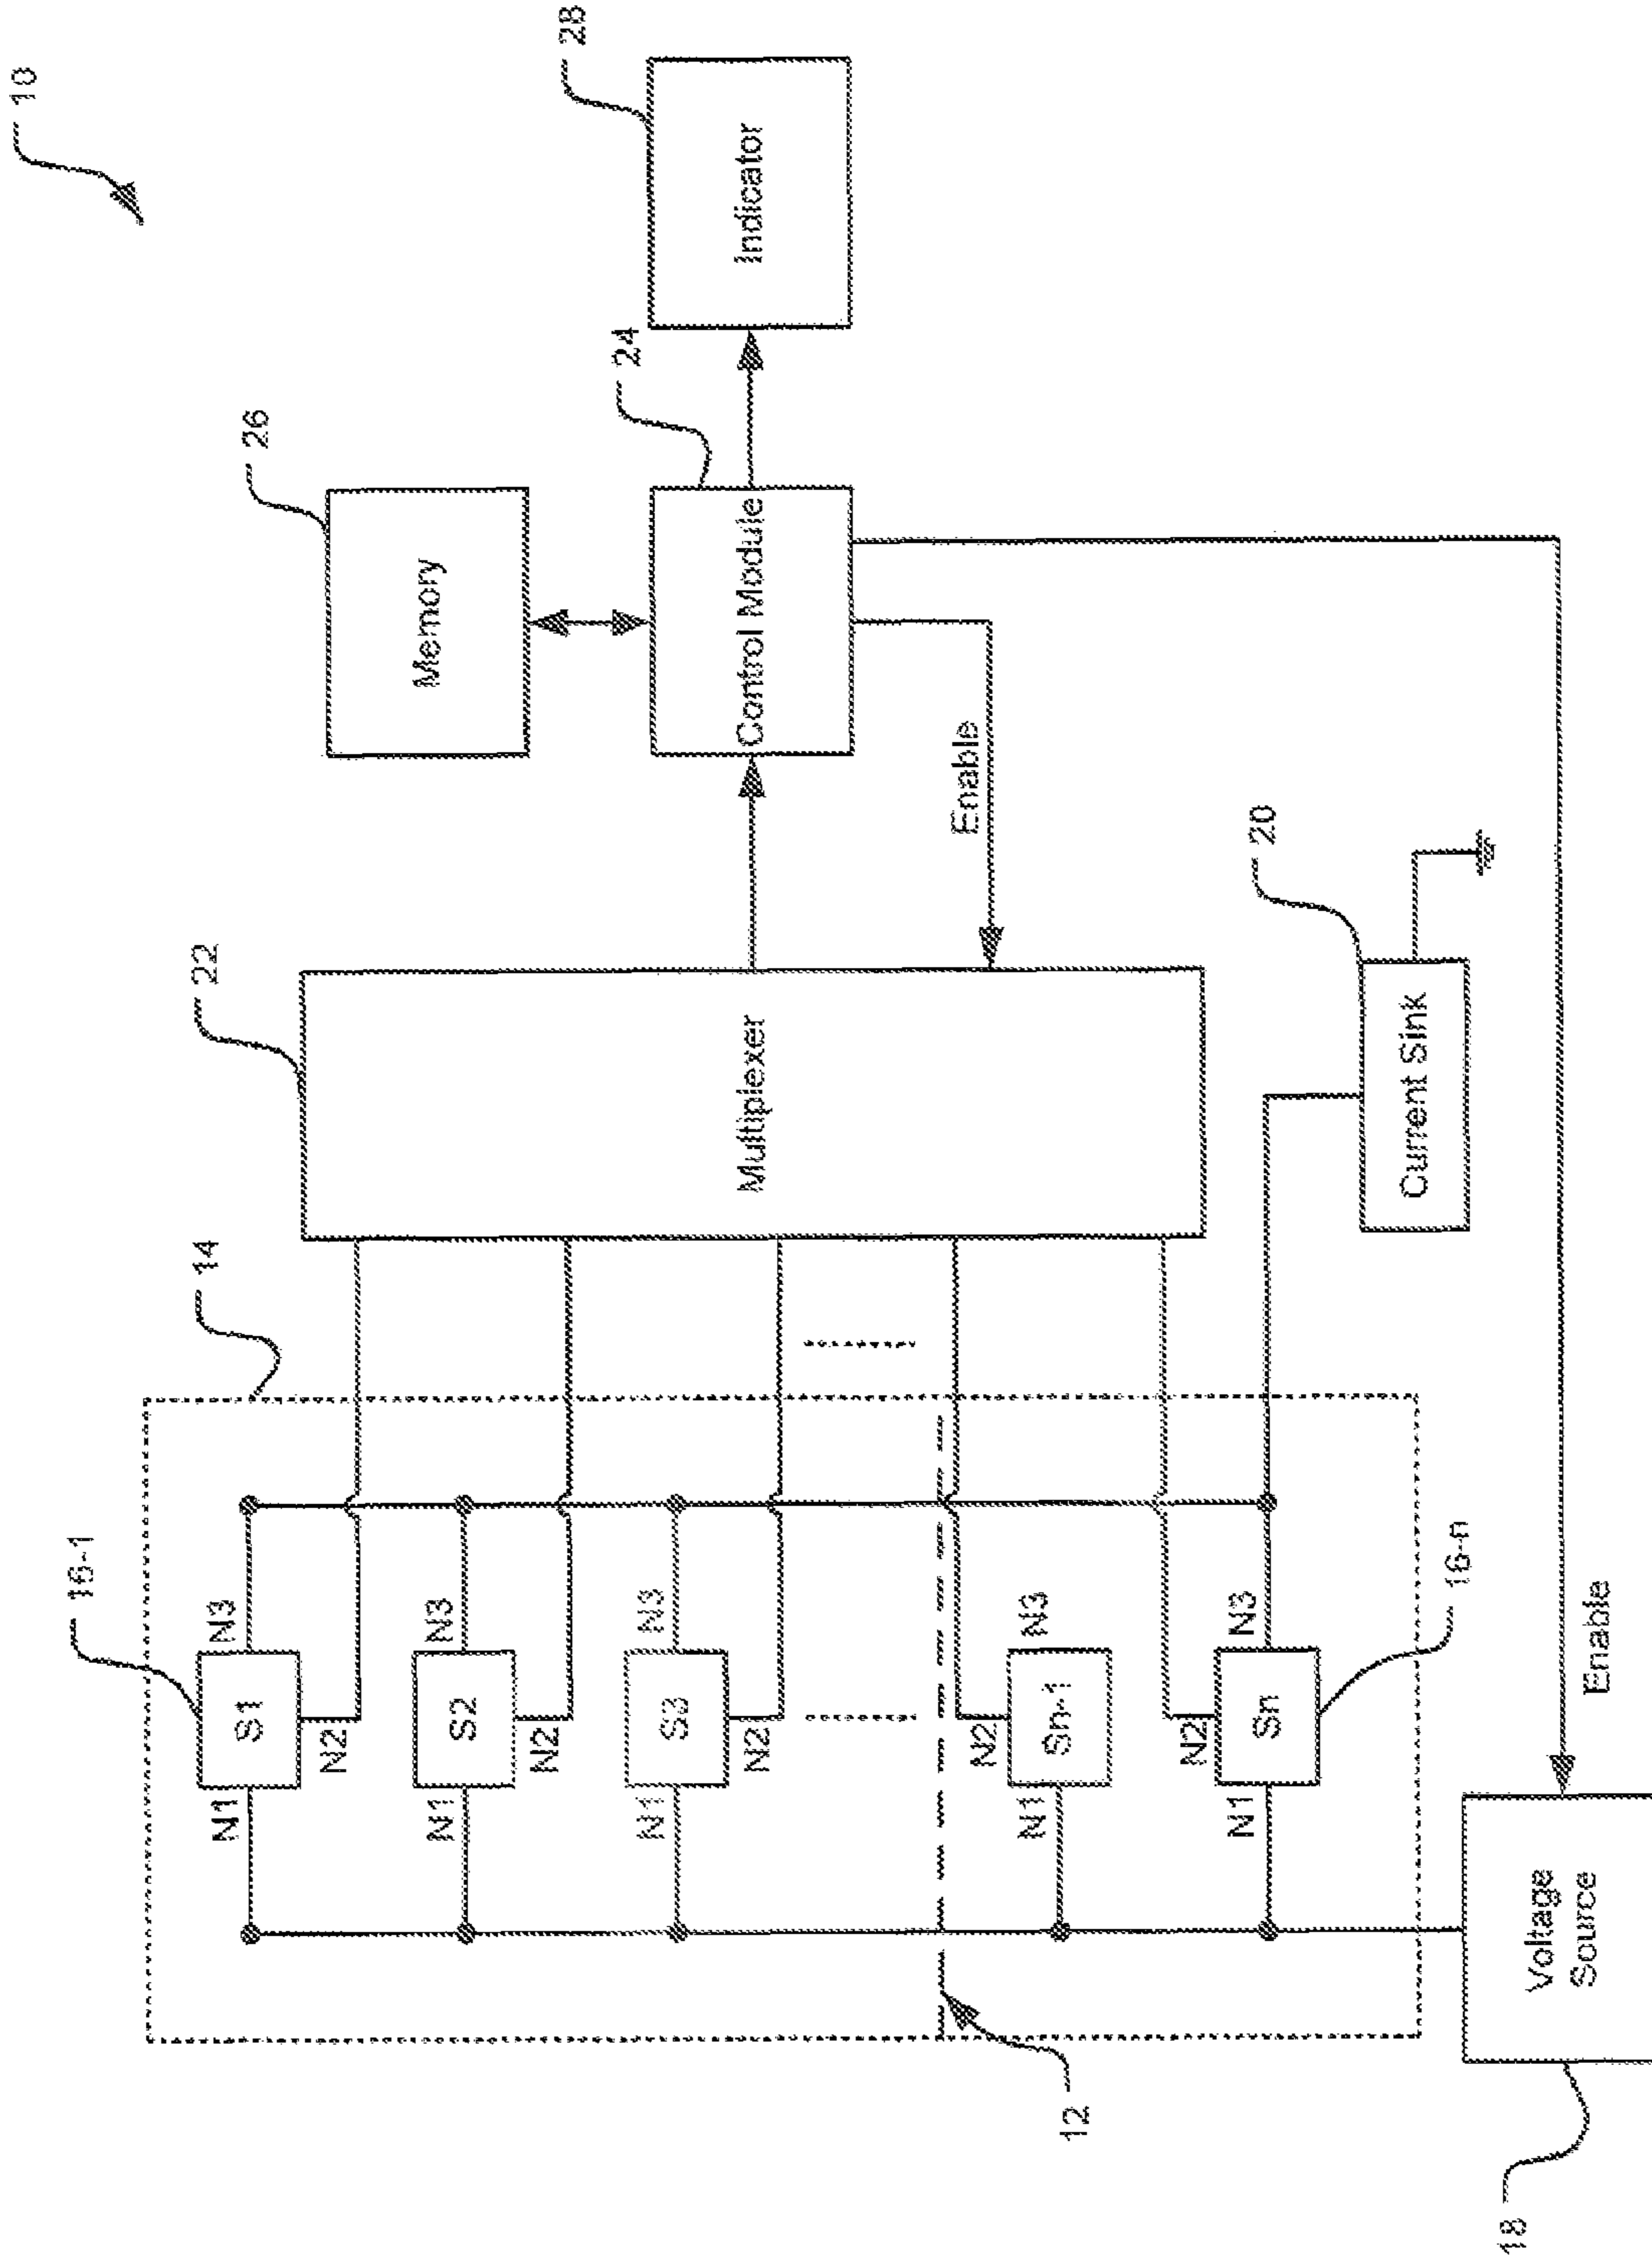 10
14
22
26
16-1
S1
N1
N2
N3
S2
N1
N2
N3
S3
N1
N2
N3
Sn-1
N1
N2
N3
Sn
N1
N2
N3
16-n
12
Multiplexer
Memory
Control Module
24
Indicator
28
Enable
20
Current Sink
Enable
Voltage
Source
18